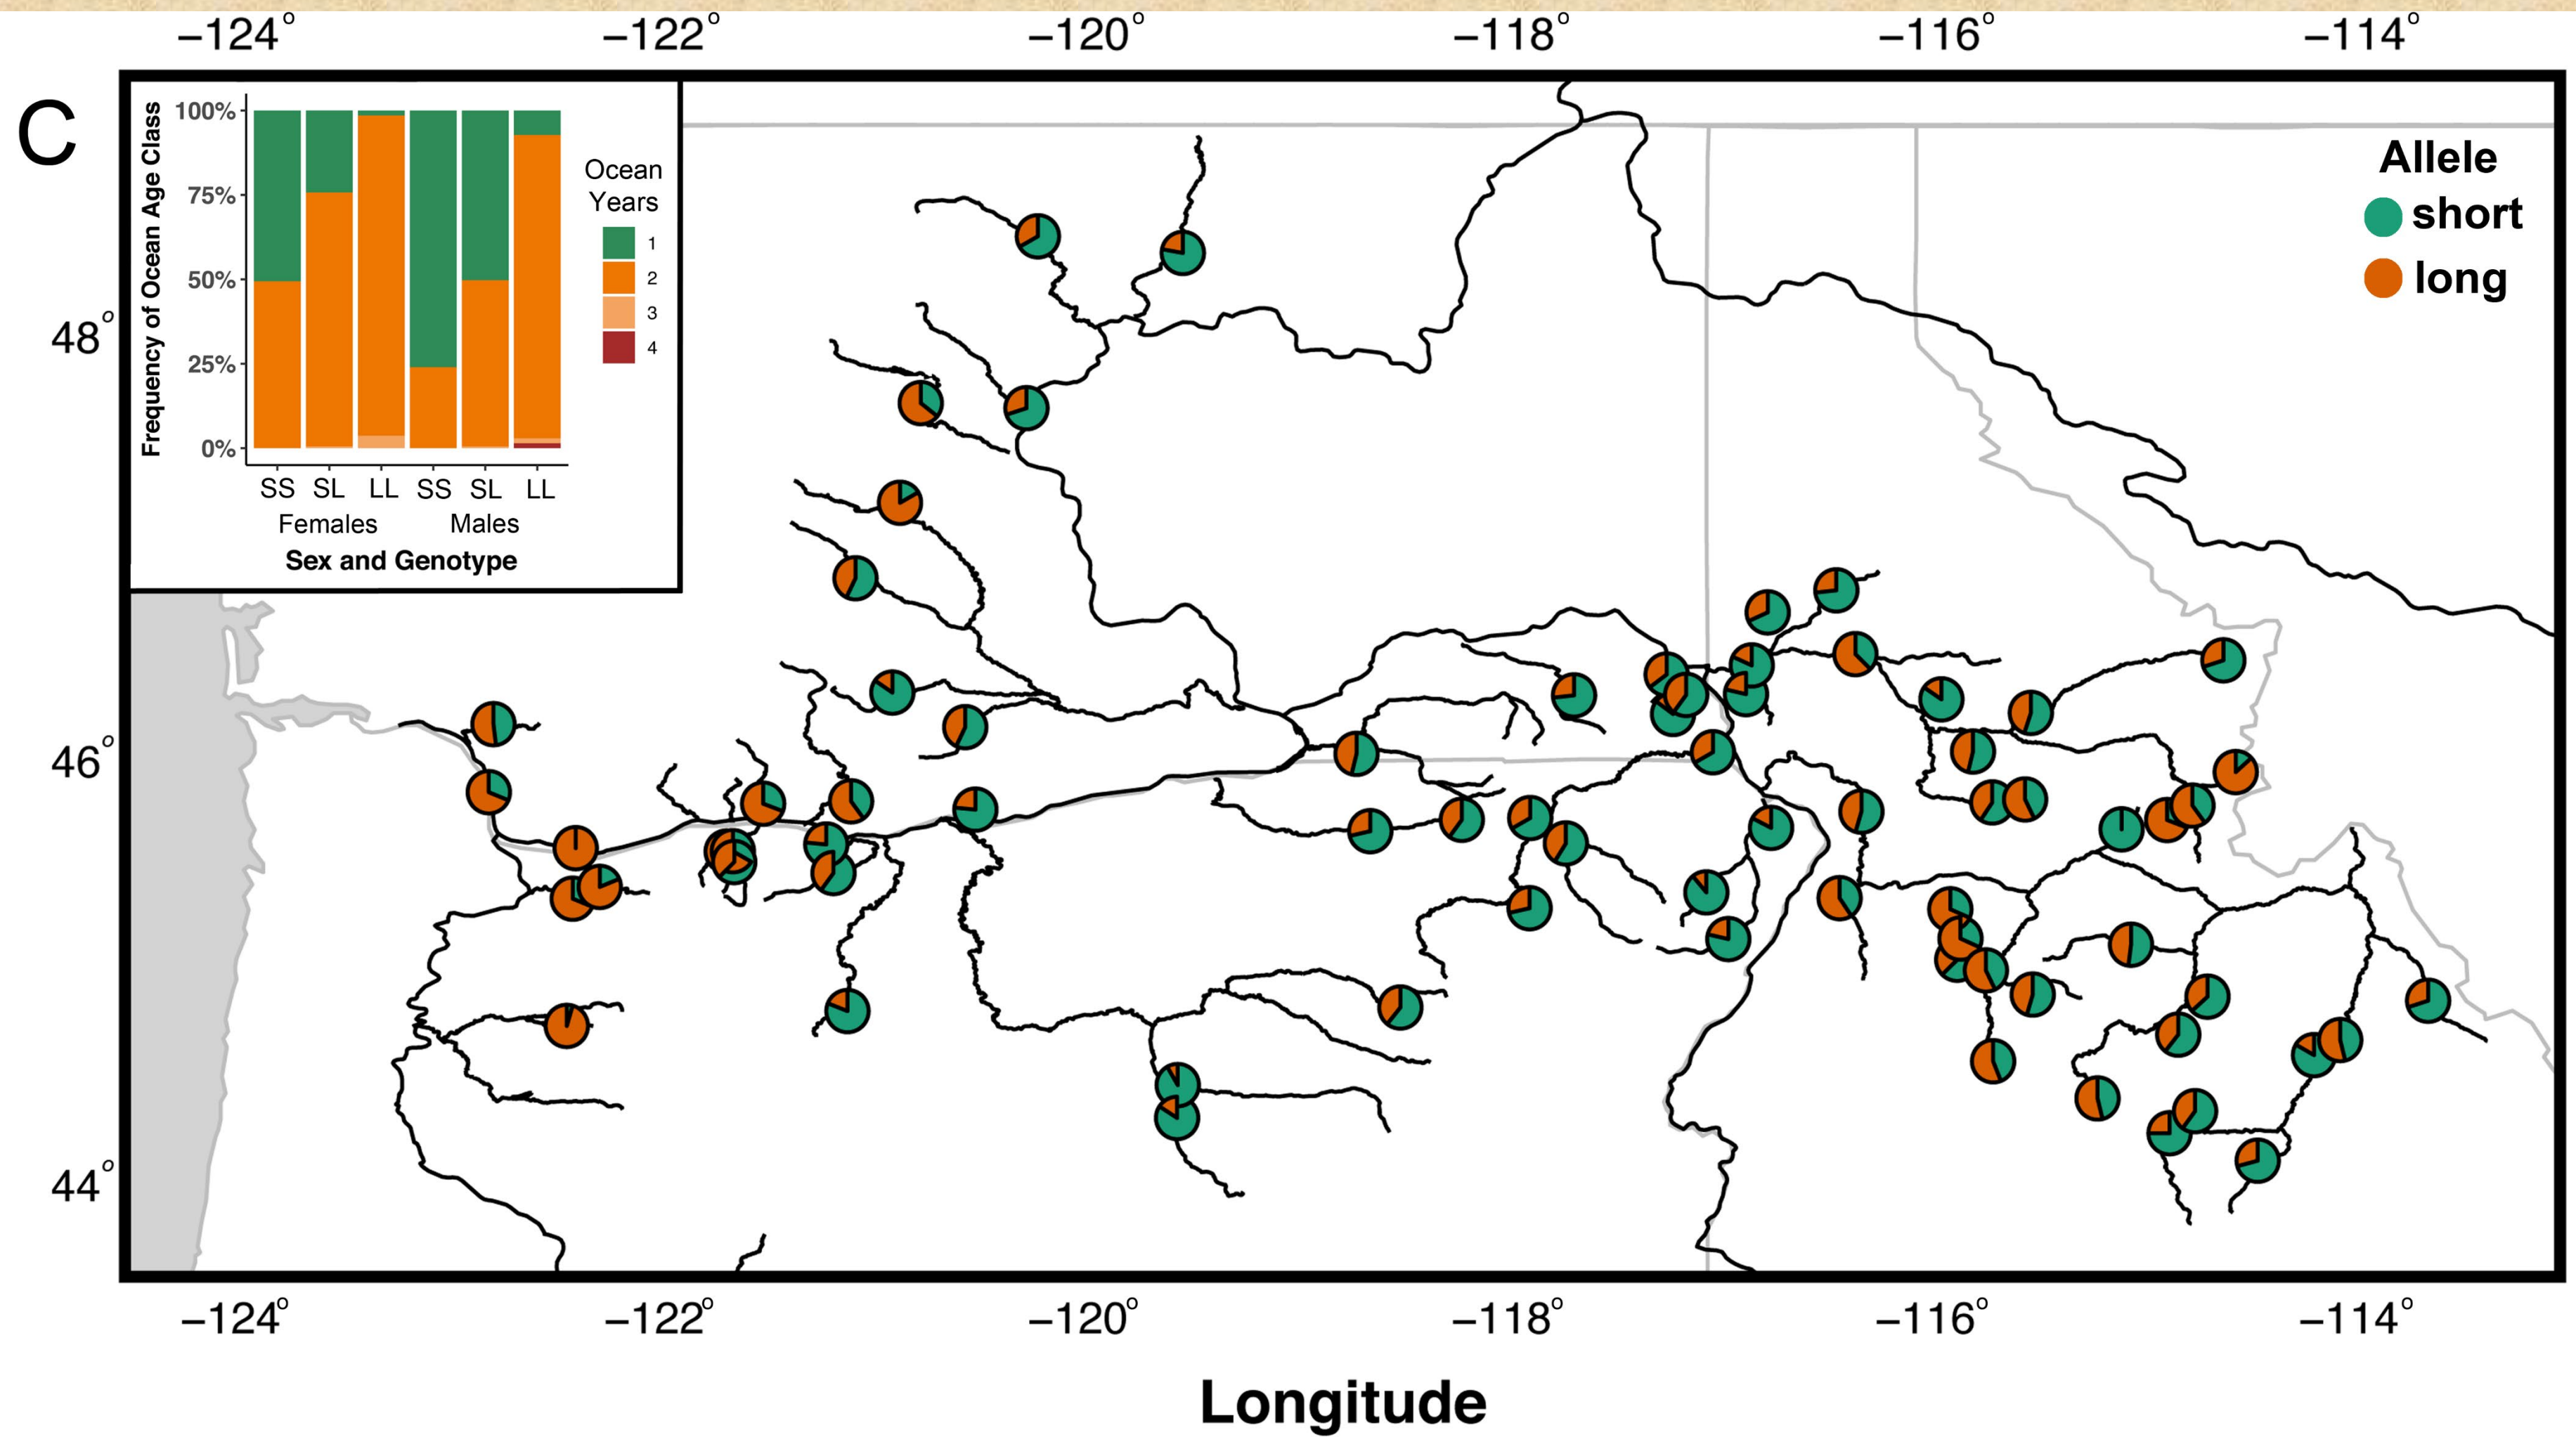 −124° −122° −120° −118° −116° −114°
C
Allele
short
long
48°
46°
44°
Frequency of Ocean Age Class
100%
75%
50%
25%
0%
SS SL LL SS SL LL
Females Males
Sex and Genotype
Ocean
Years
1
2
3
4
−124° −122° −120° −118° −116° −114°
Longitude